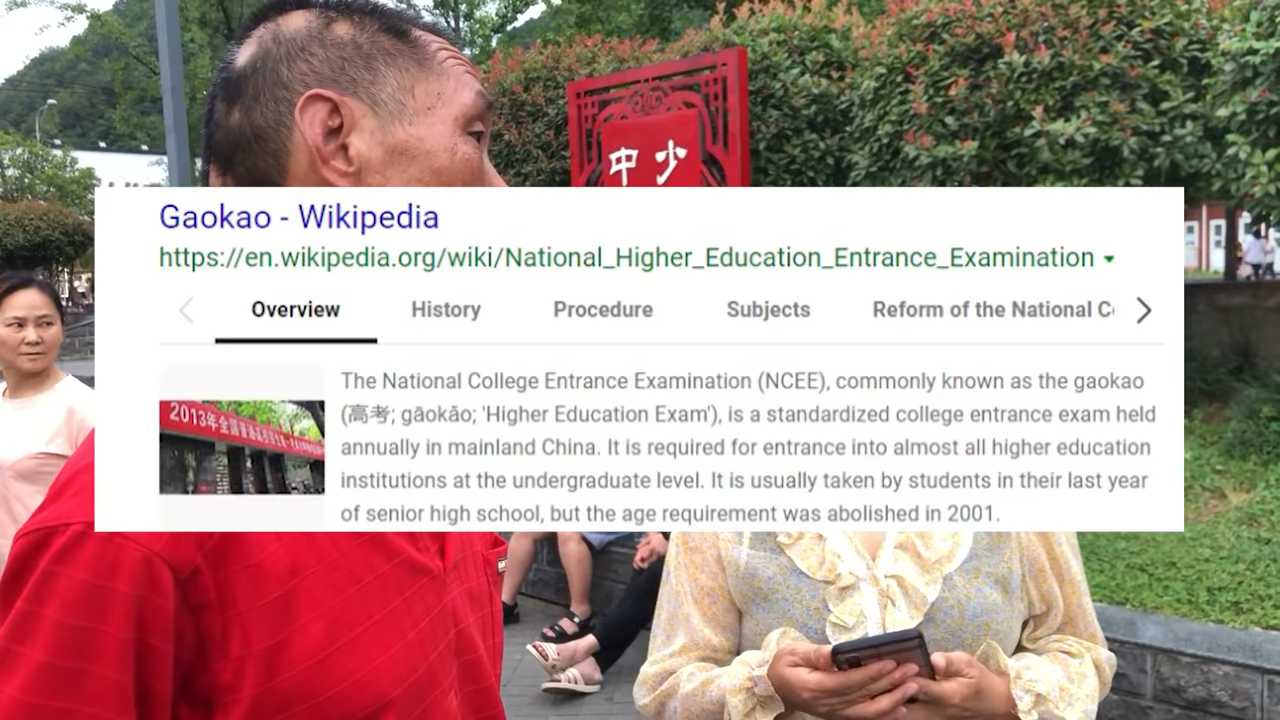 中 少
Gaokao - Wikipedia
https://en.wikipedia.org/wiki/National_Higher_Education_Entrance_Examination
Overview History Procedure Subjects Reform of the National C
The National College Entrance Examination (NCEE), commonly known as the gaokao
(高考; gāokǎo; 'Higher Education Exam'), is a standardized college entrance exam held
annually in mainland China. It is required for entrance into almost all higher education
institutions at the undergraduate level. It is usually taken by students in their last year
of senior high school, but the age requirement was abolished in 2001.
2013年全国普通高校招生